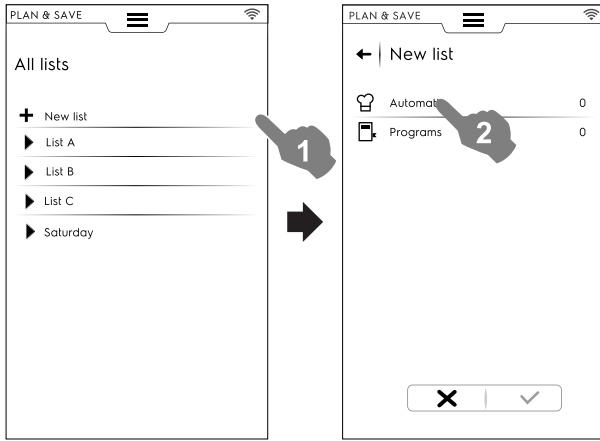 PLAN & SAVE
All lists
New list
List A
List B
List C
Saturday
1
PLAN & SAVE
New list
0
Programs 0
2